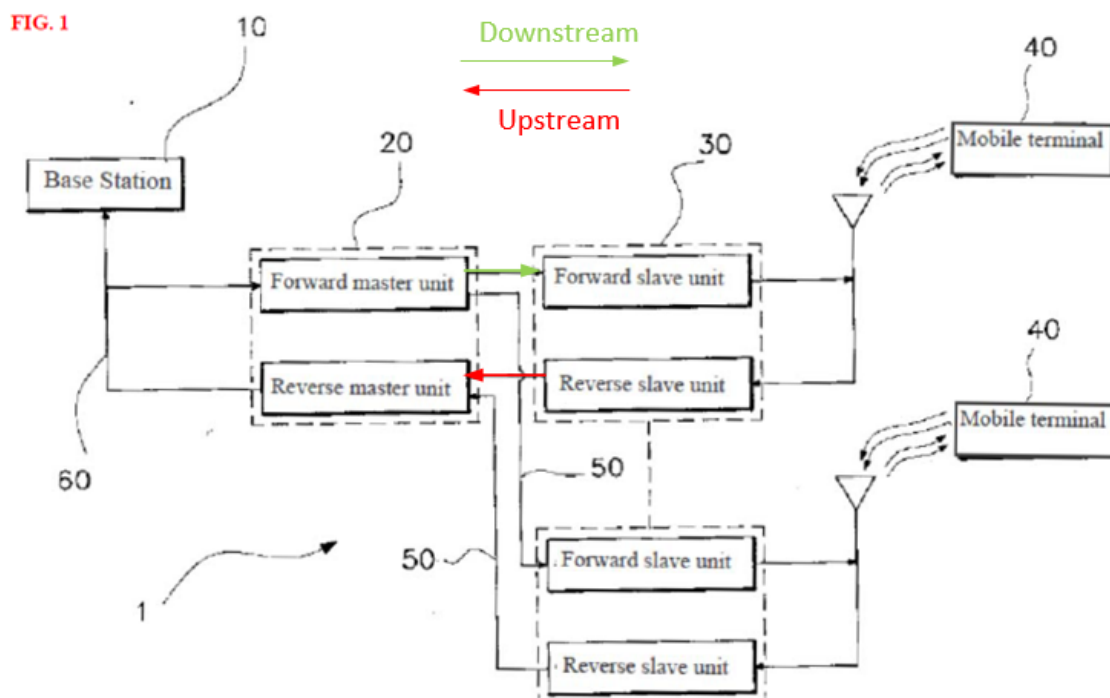 FIG. 1
10
Downstream
Upstream
40
Mobile terminal
Base Station
20
30
Forward master unit
Forward slave unit
Reverse master unit
Reverse slave unit
40
Mobile terminal
60
50
50
Forward slave unit
1
Reverse slave unit